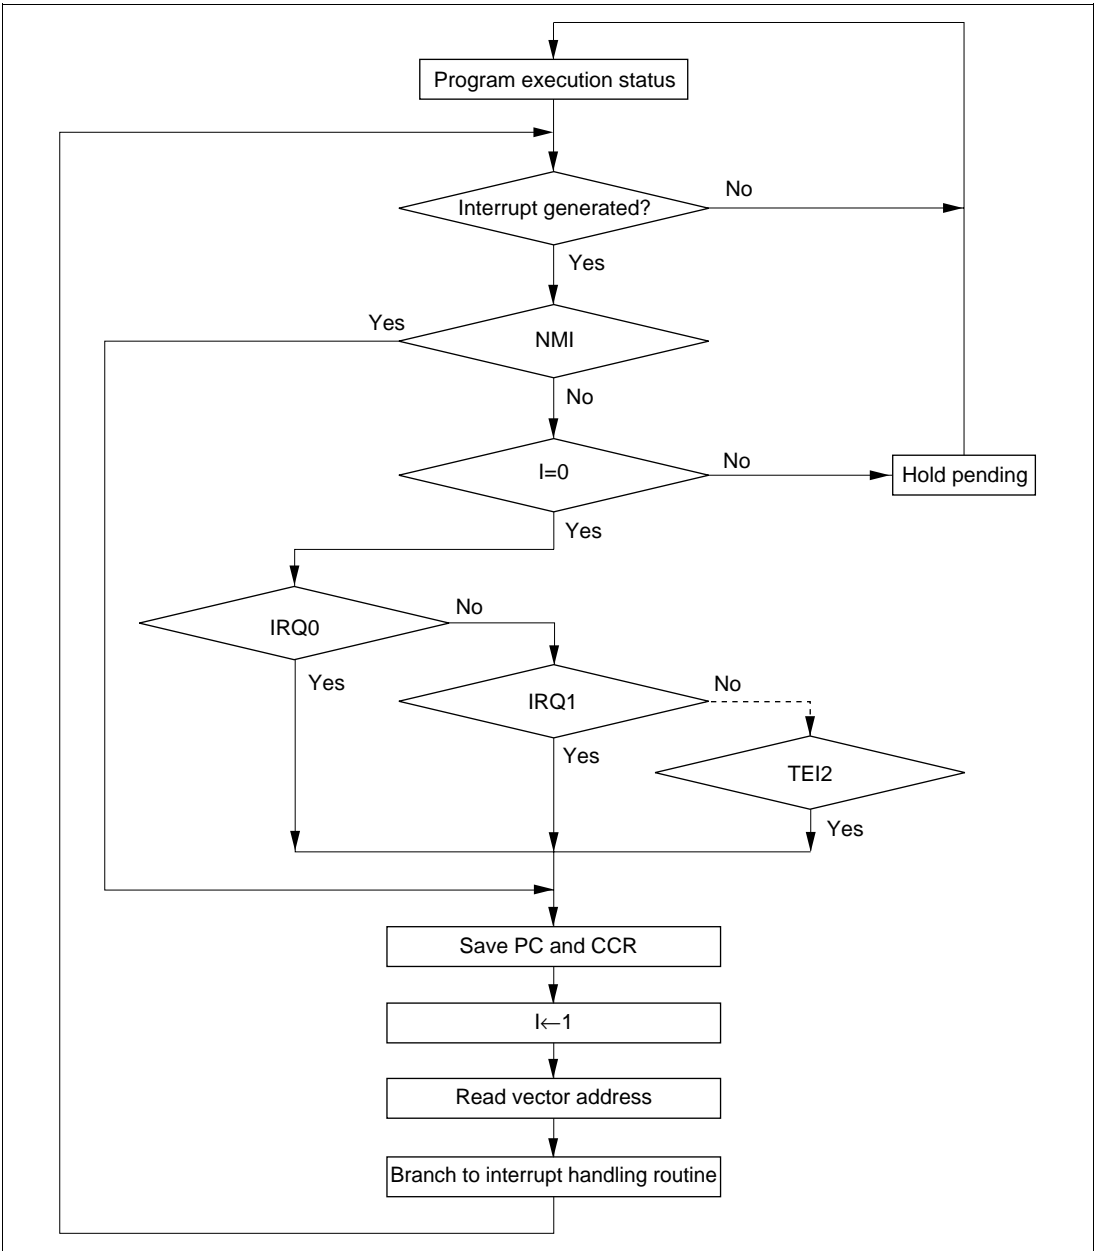 Program execution status
Interrupt generated?
No
Yes
Yes
NMI
No
I=0
No
Hold pending
Yes
IRQ0
No
Yes
IRQ1
No
Yes
TEI2
Yes
Save PC and CCR
I←1
Read vector address
Branch to interrupt handling routine